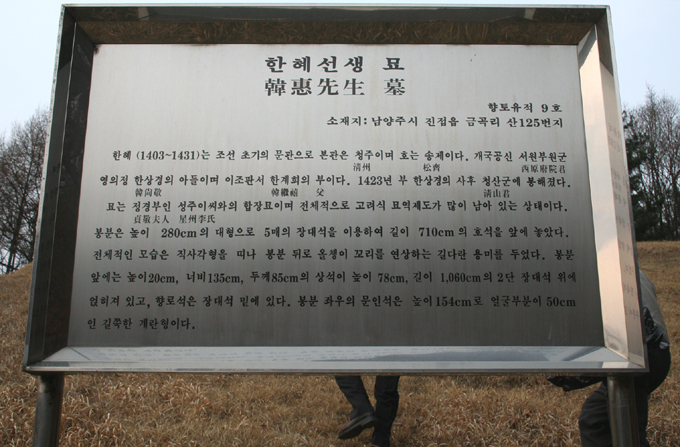 한혜선생 묘
韓惠先生 墓
향토유적 9호
소재지: 남양주시 진접읍 금곡리 산125번지
한혜 (1403~1431)는 조선 초기의 문관으로 본관은 청주이며 호는 송제이다. 개국공신 서원부원군
清州 松齊 西原府院君
영의정 한상경의 아들이며 이조판서 한계희의 부이다. 1423년 부 한상경의 사후 청산군에 봉해졌다.
韓尙敬 韓繼禧 父 淸山君
묘는 정경부인 성주이씨와의 합장묘이며 전체적으로 고려식 묘역제도가 많이 남아 있는 상태이다.
貞敬夫人 星州李氏
봉분은 높이 280cm의 대형으로 5매의 장대석을 이용하여 길이 710cm의 호석을 앞에 놓았다.
전체적인 모습은 직사각형을 띠나 봉분 뒤로 올챙이 꼬리를 연상하는 길다란 용미를 두었다. 봉분
앞에는 높이20cm, 너비135cm, 두께85cm의 상석이 높이 78cm, 길이 1,060cm의 2단 장대석 위에
얹히져 있고, 향로석은 장대석 밑에 있다. 봉분 좌우의 문인석은 높이154cm로 얼굴부분이 50cm
인 길쭉한 계란형이다.